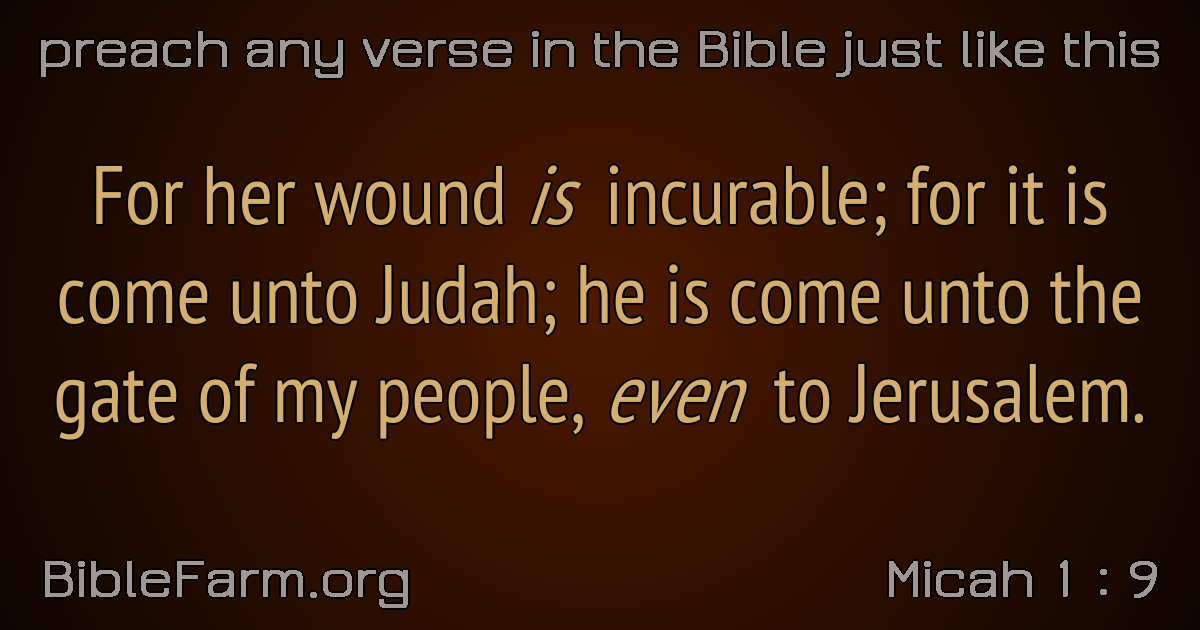 preach any verse in the Bible just like this
For her wound is incurable; for it is
come unto Judah; he is come unto the
gate of my people, even to Jerusalem.
BibleFarm.org
Micah 1 : 9